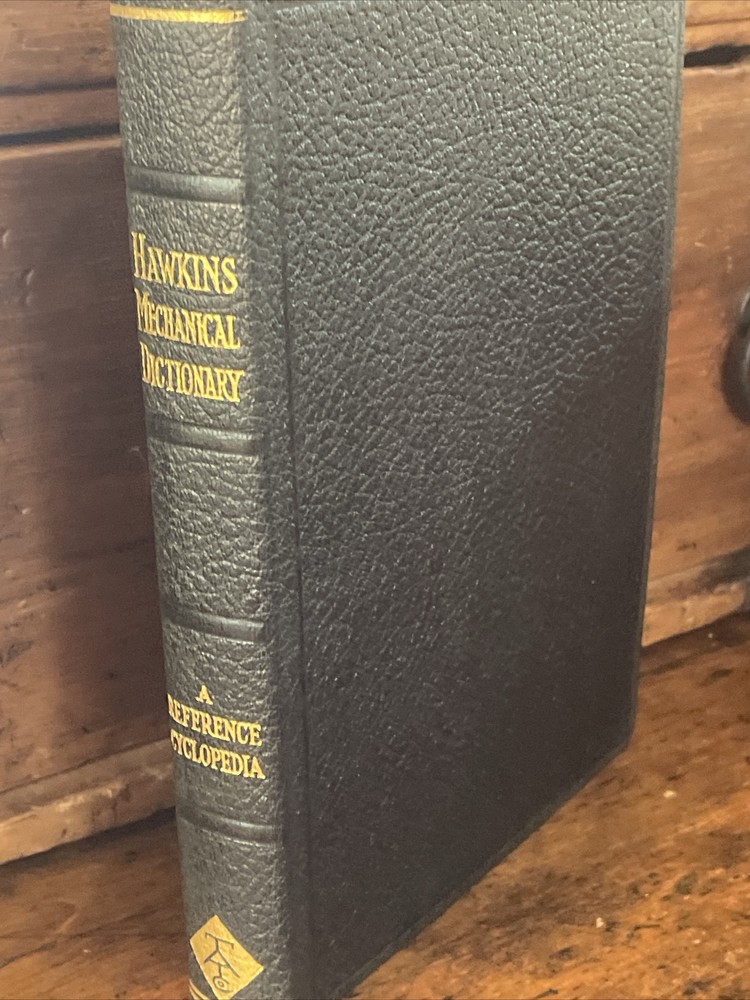 HAWKINS
MECHANICAL
DICTIONARY
A
REFERENCE
CYCLOPEDIA